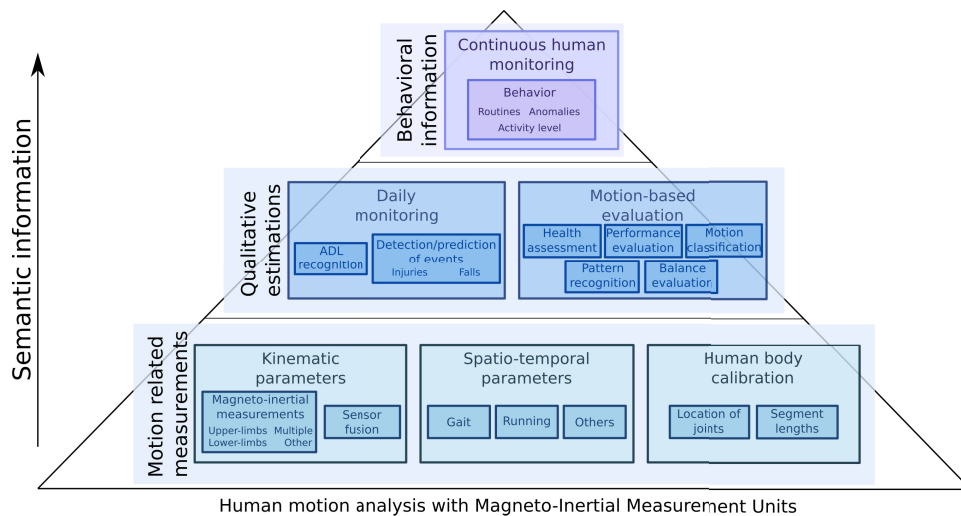 Semantic information
Behavioral
information
Continuous human
monitoring
Behavior
Routines Anomalies
Activity level
Qualitative
estimations
Daily
monitoring
ADL
recognition
Detection/prediction
of events
Injuries Falls
Motion-based
evaluation
Health
assessment
Performance
evaluation
Motion
classification
Pattern
recognition
Balance
evaluation
Motion related
measurements
Kinematic
parameters
Magneto-inertial
measurements
Upper-limbs Multiple
Lower-limbs Other
Sensor
fusion
Spatio-temporal
parameters
Gait
Running
Others
Human body
calibration
Location of
joints
Segment
lengths
Human motion analysis with Magneto-Inertial Measurement Units